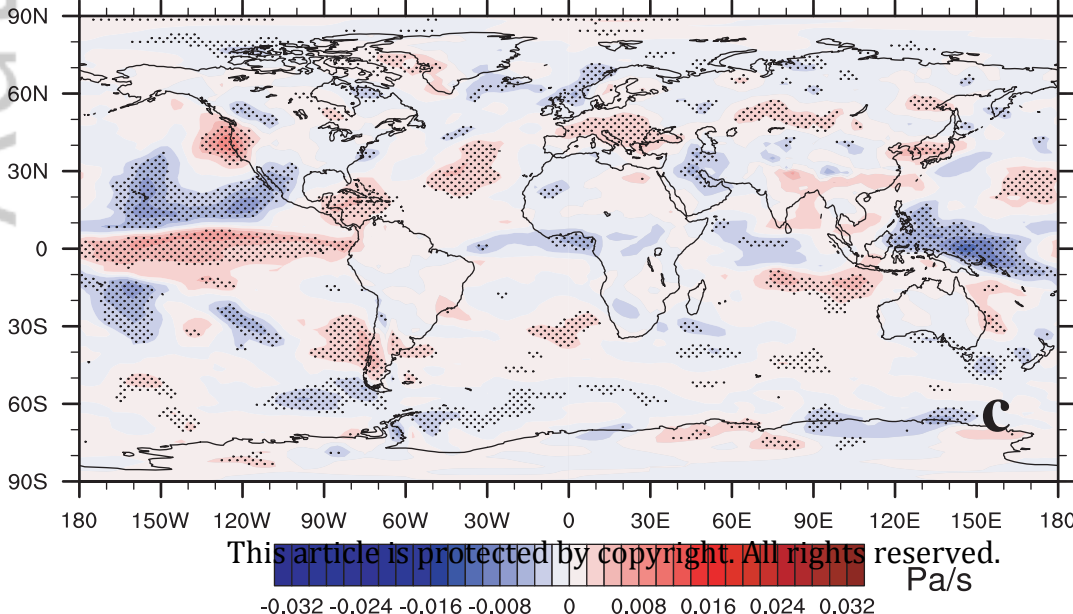 90N
60N
30N
0
30S
60S
90S
c
180 150W 120W 90W 60W 30W 0 30E 60E 90E 120E 150E 180
This article is protected by copyright. All rights reserved.
Pa/s
-0.032 -0.024 -0.016 -0.008 0 0.008 0.016 0.024 0.032